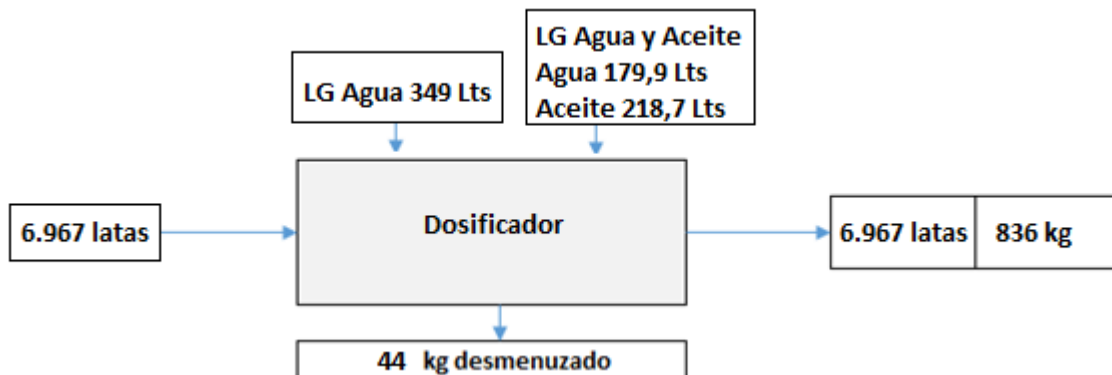 LG Agua 349 Lts
LG Agua y Aceite
Agua 179,9 Lts
Aceite 218,7 Lts
6.967 latas
Dosificador
6.967 latas 836 kg
44 kg desmenuzado